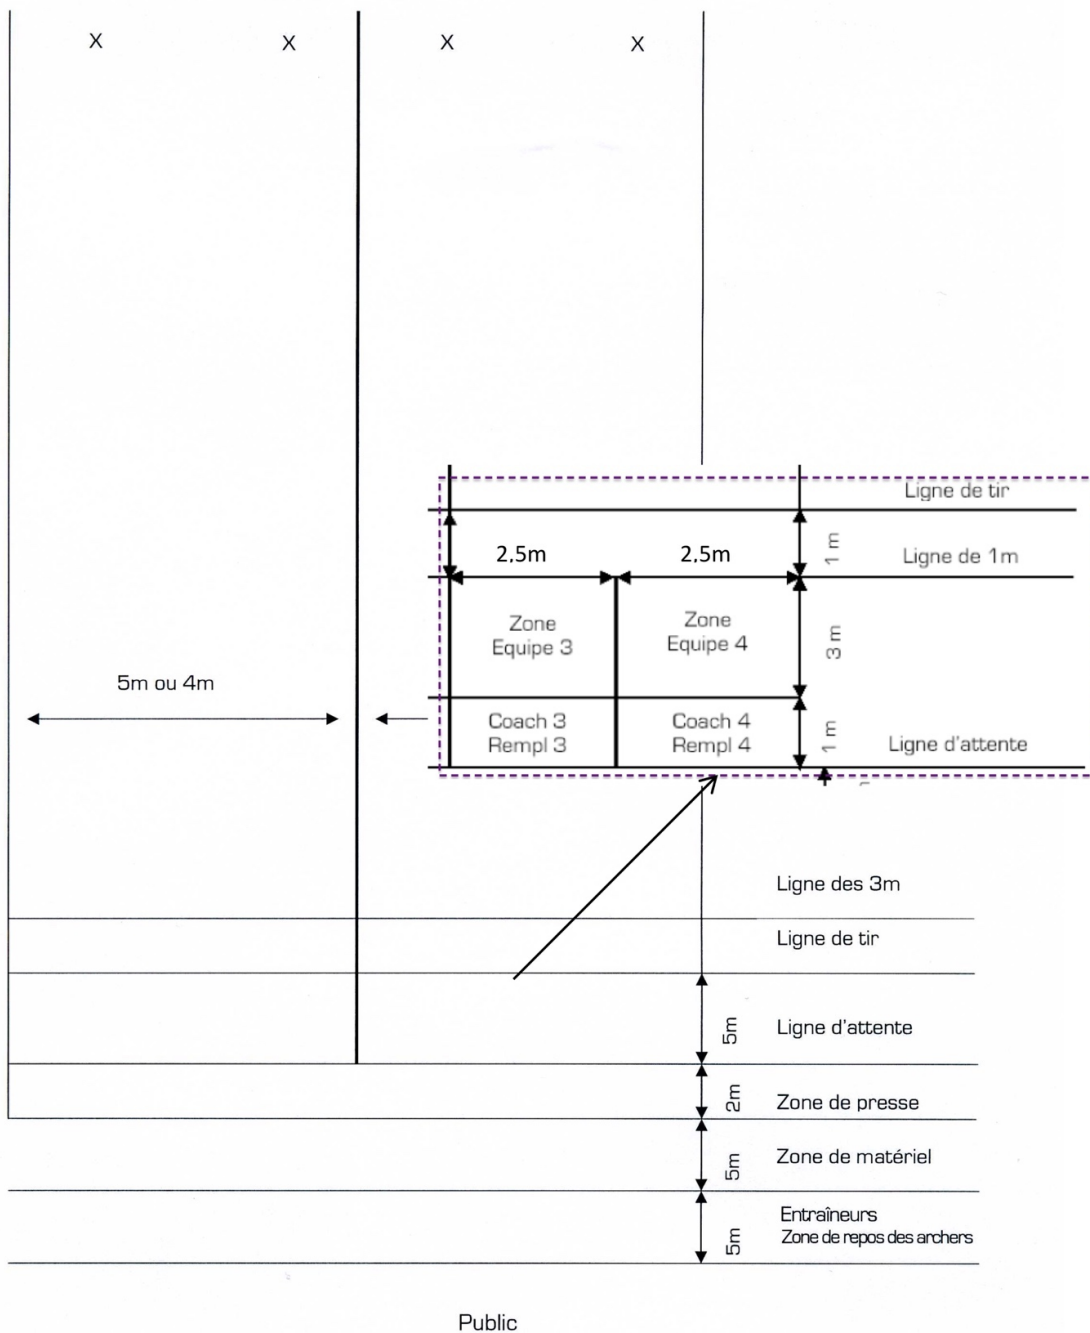 X X X X
Ligne de tir
1 m
Ligne de 1m
2,5m 2,5m
Zone
Equipe 3
Zone
Equipe 4
3 m
5m ou 4m
Coach 3
Rempl 3
Coach 4
Rempl 4
1 m
Ligne d'attente
Ligne des 3m
Ligne de tir
5m
Ligne d'attente
2m
Zone de presse
5m
Zone de matériel
5m
Entraîneurs
Zone de repos des archers
Public